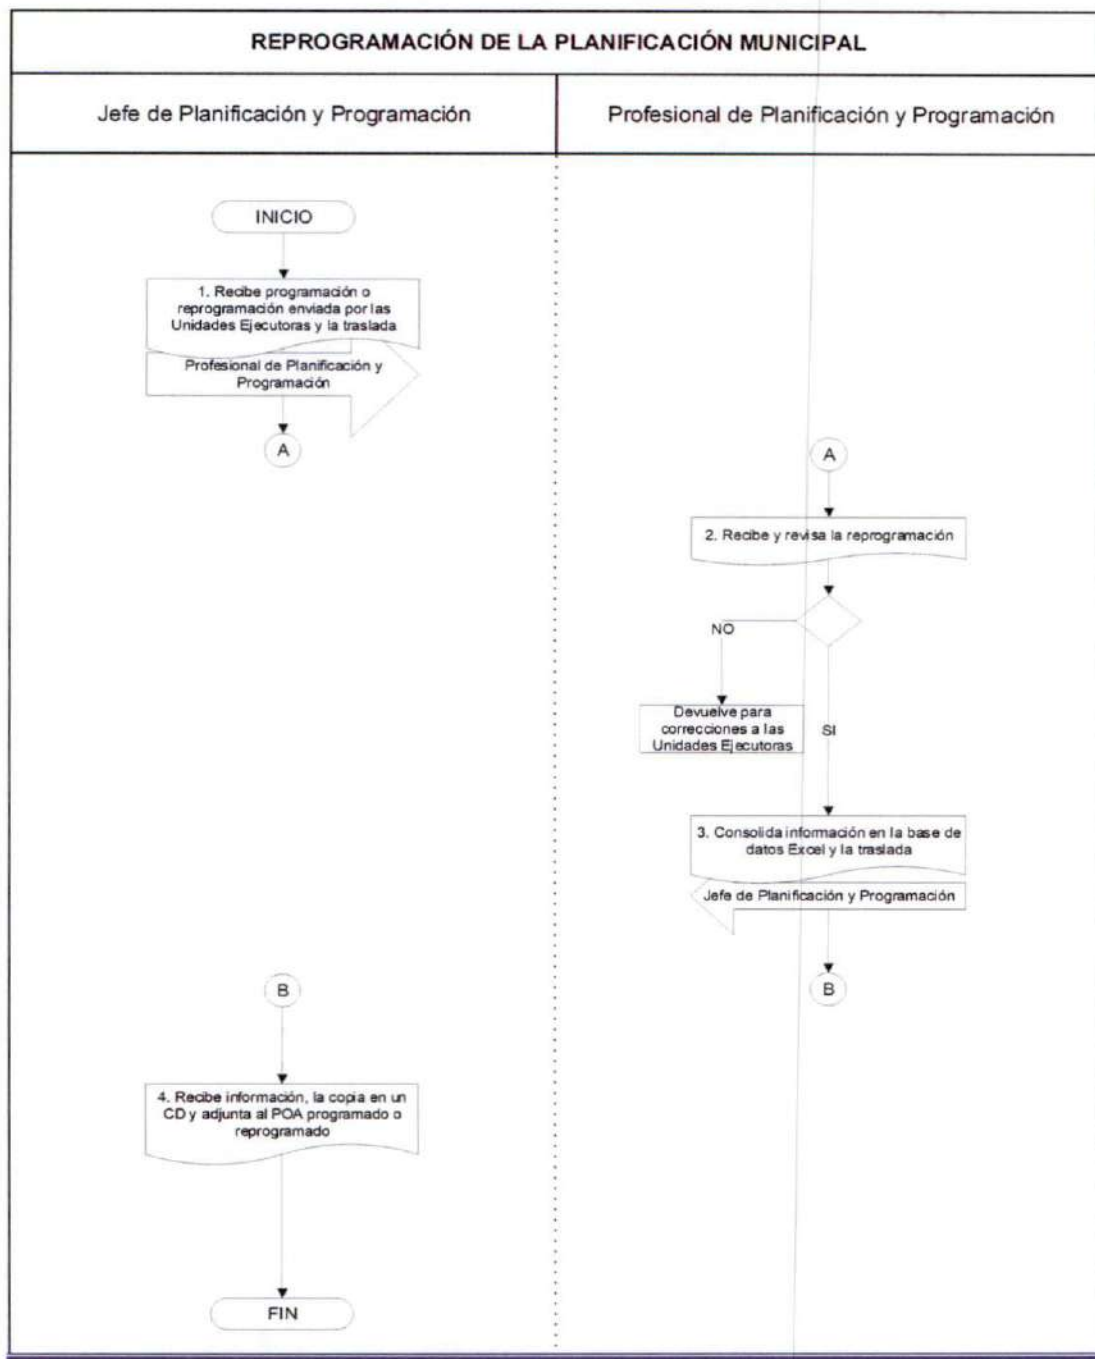 REPROGRAMACIÓN DE LA PLANIFICACIÓN MUNICIPAL
Jefe de Planificación y Programación
Profesional de Planificación y Programación
INICIO
1. Recibe programación o
reprogramación enviada por las
Unidades Ejecutoras y la traslada
Profesional de Planificación y
Programación
A
A
2. Recibe y revisa la reprogramación
NO
Devuelve para
correcciones a las
Unidades Ejecutoras
SI
3. Consolida información en la base de
datos Excel y la traslada
Jefe de Planificación y Programación
B
B
4. Recibe información, la copia en un
CD y adjunta al POA programado o
reprogramado
FIN